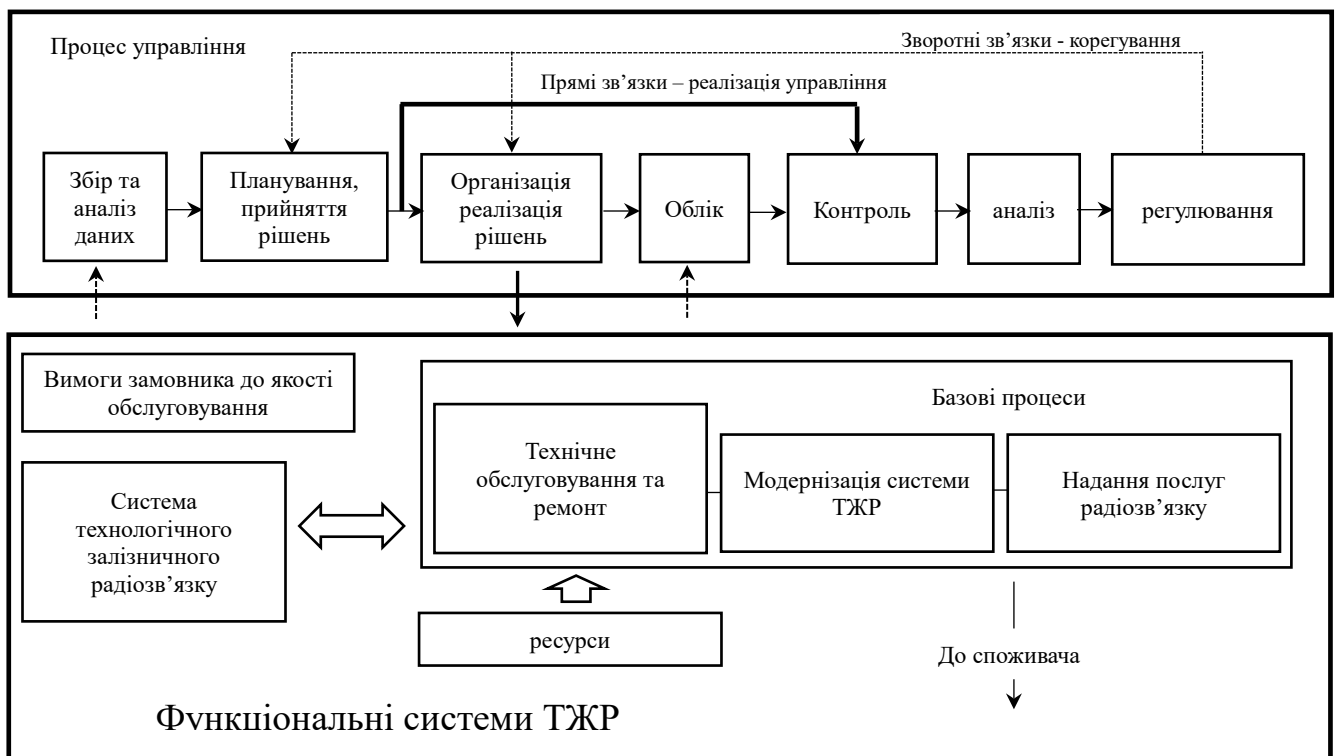 Процес управління
Зворотні зв’язки - корегування
Прямі зв’язки – реалізація управління
Збір та
аналіз
даних
Планування,
прийняття
рішень
Організація
реалізація
рішень
Облік
Контроль
аналіз
регулювання
Вимоги замовника до якості
обслуговування
Базові процеси
Технічне
обслуговування та
ремонт
Модернізація системи
ТЖР
Надання послуг
радіозв’язку
Система
технологічного
залізничного
радіозв’язку
ресурси
До споживача
Функціональні системи ТЖР